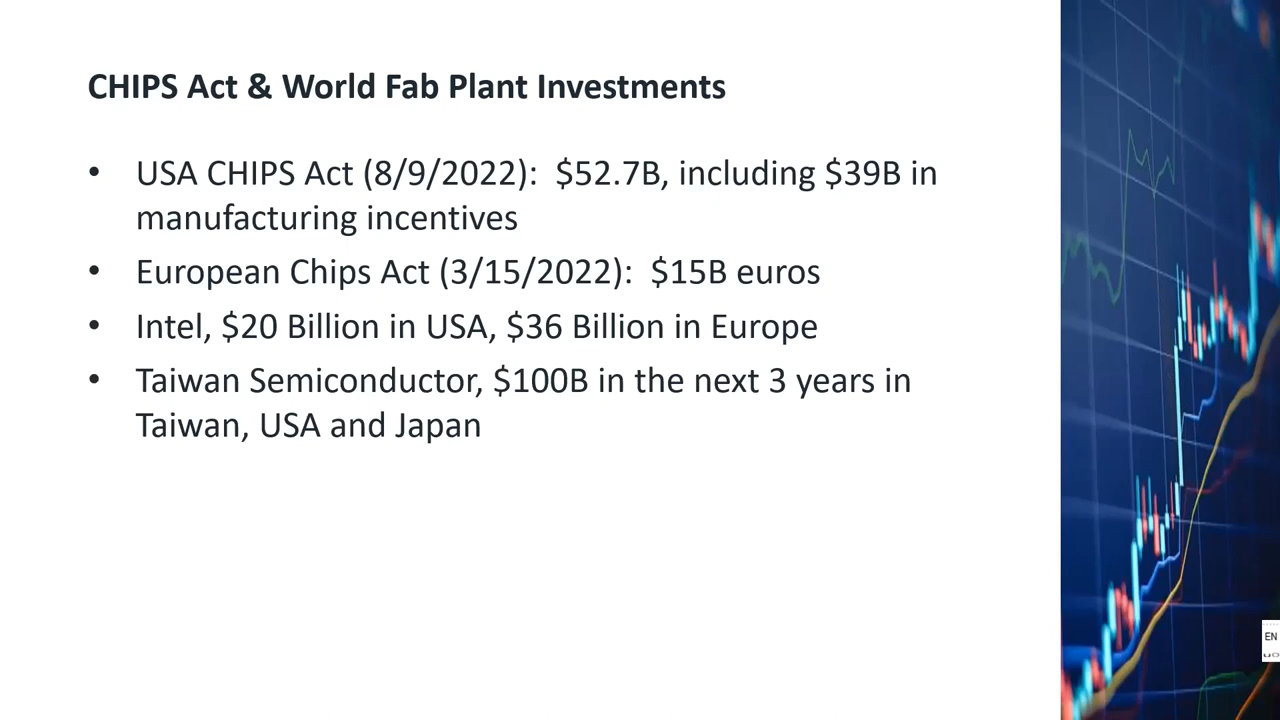 CHIPS Act & World Fab Plant Investments
• USA CHIPS Act (8/9/2022):  $52.7B, including $39B in
manufacturing incentives
• European Chips Act (3/15/2022):  $15B euros
• Intel, $20 Billion in USA, $36 Billion in Europe
• Taiwan Semiconductor, $100B in the next 3 years in
Taiwan, USA and Japan
EN